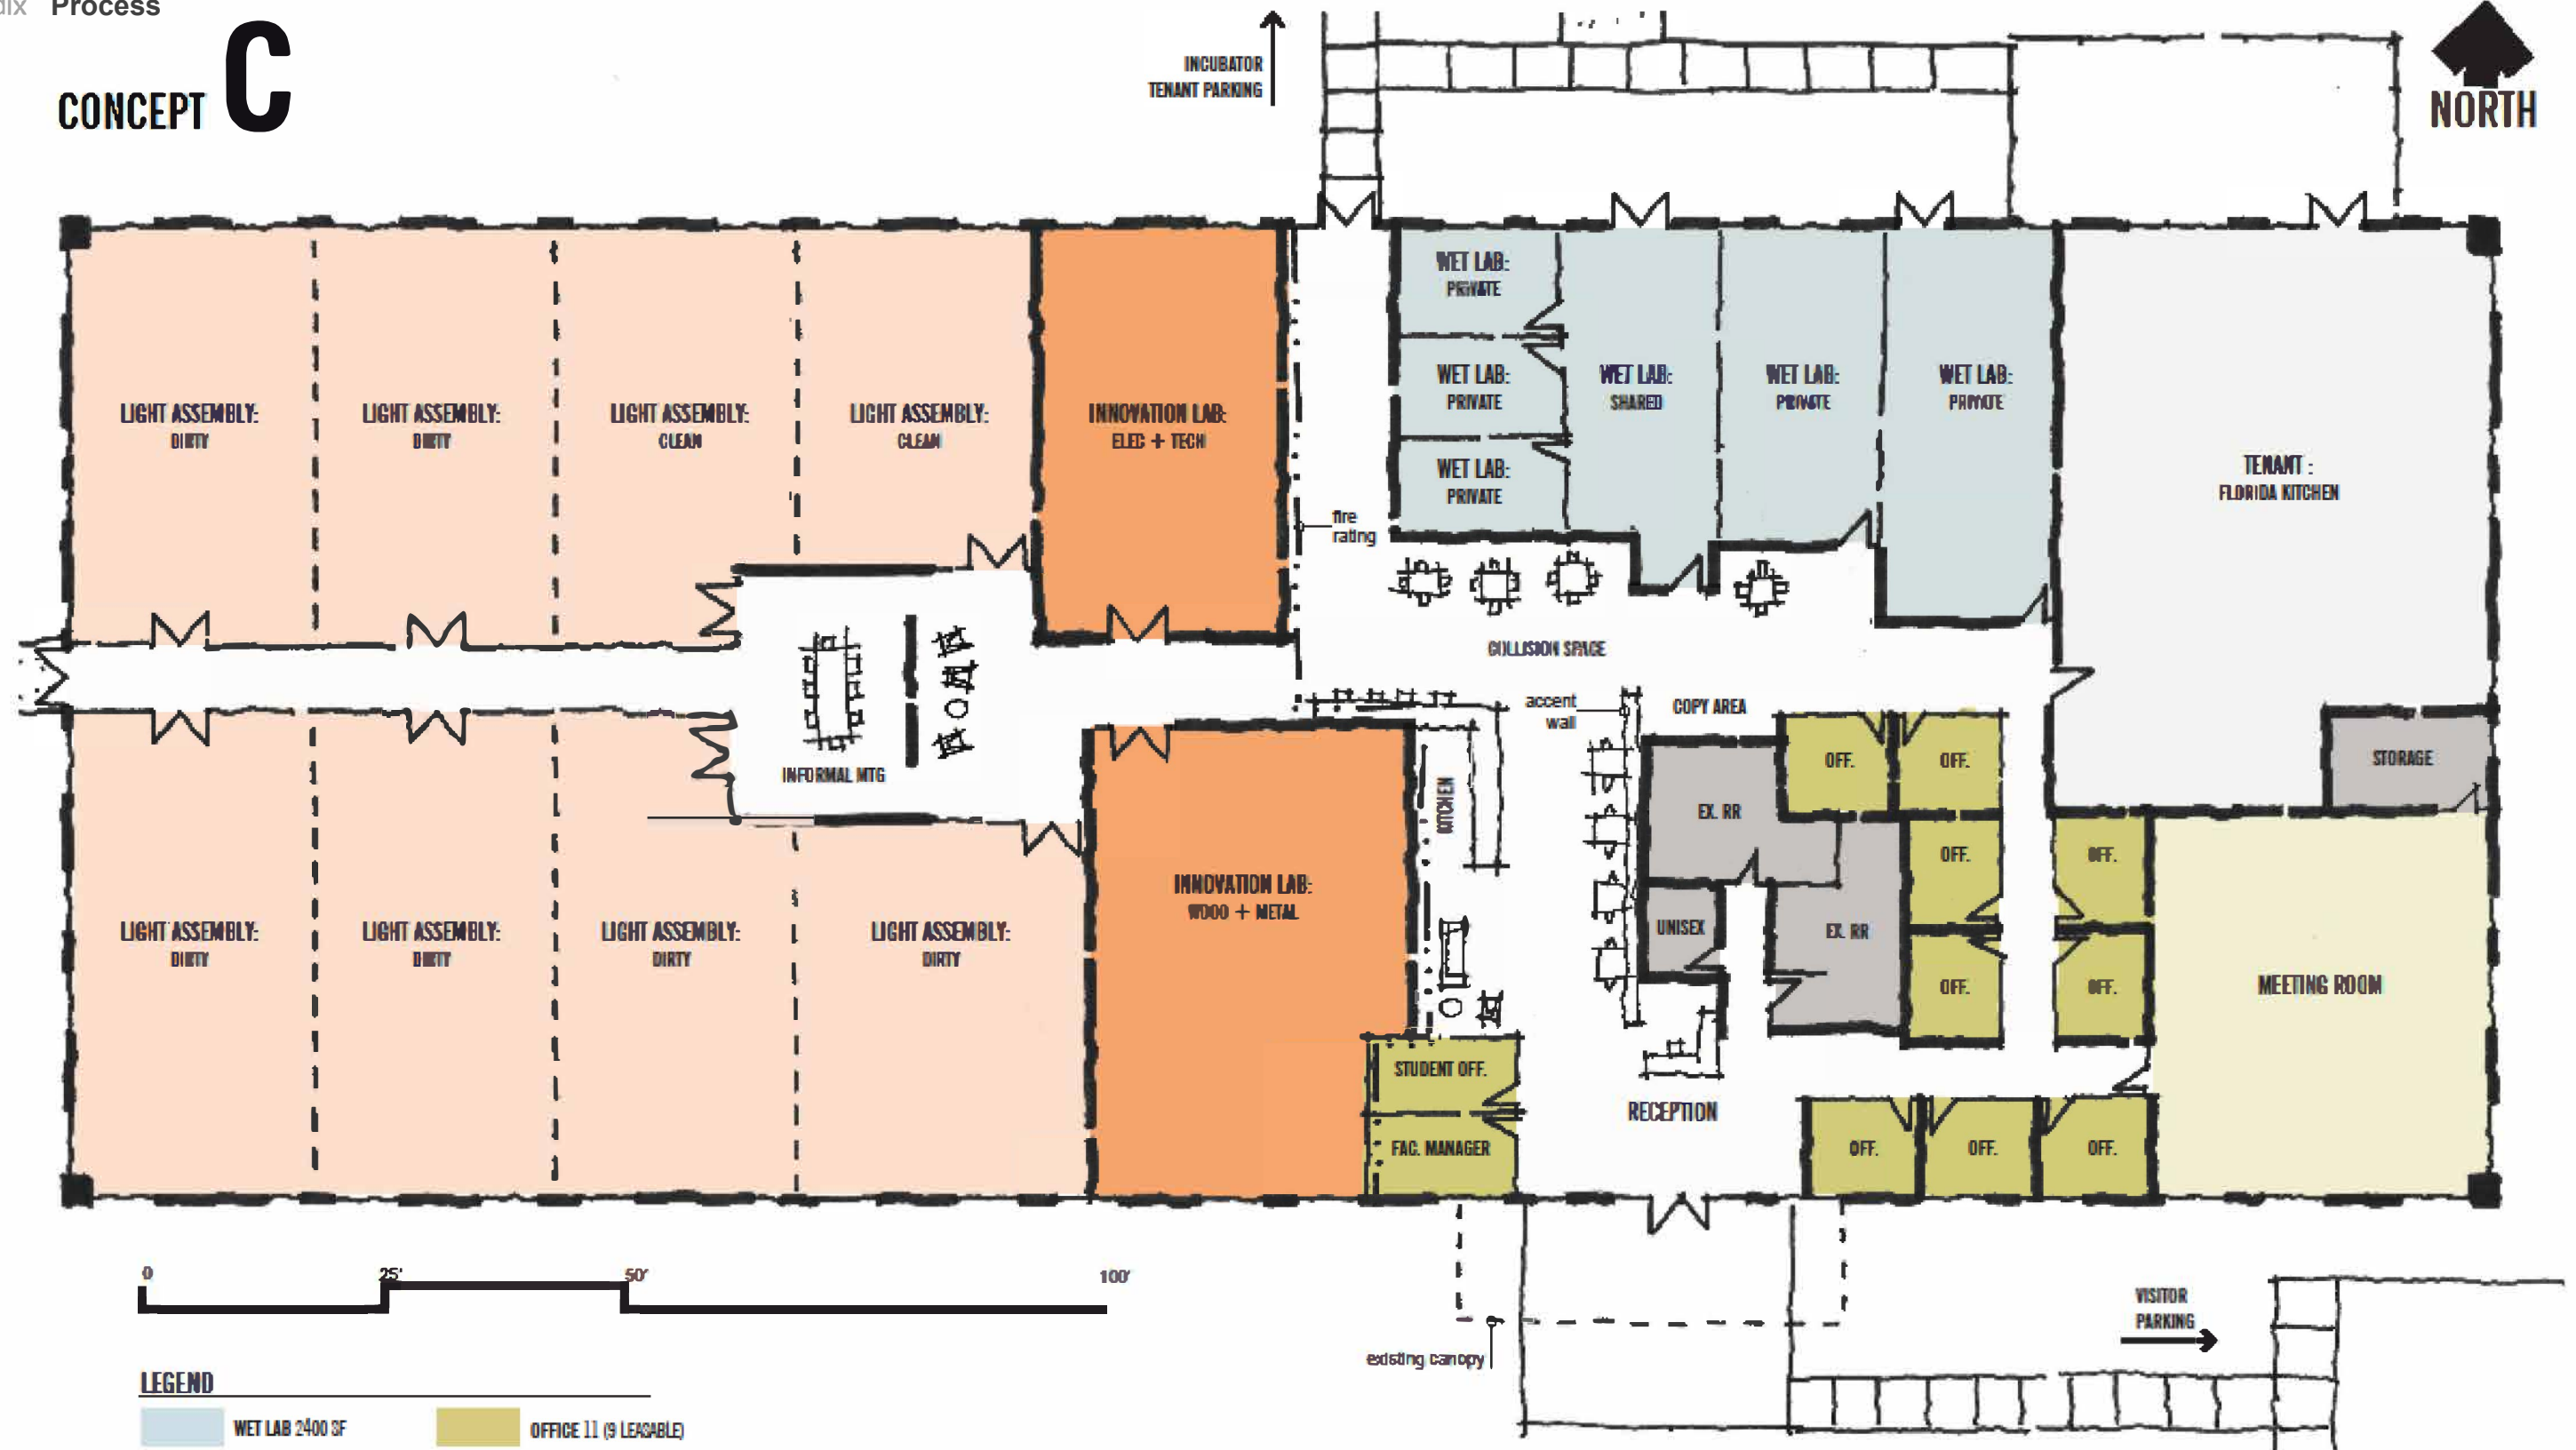 Process
CONCEPT C
INCUBATOR
TENANT PARKING
NORTH
LIGHT ASSEMBLY:
DIRTY
LIGHT ASSEMBLY:
DIRTY
LIGHT ASSEMBLY:
CLEAN
LIGHT ASSEMBLY:
CLEAN
INNOVATION LAB:
ELEC + TECH
fire
rating
WET LAB:
PRIVATE
WET LAB:
PRIVATE
WET LAB:
PRIVATE
WET LAB:
SHARED
WET LAB:
PRIVATE
WET LAB:
PRIVATE
TENANT :
FLORIDA KITCHEN
COLLISION SPACE
INFORMAL MTG
accent
wall
COPY AREA
KITCHEN
EX. RR
OFF.
OFF.
STORAGE
OFF.
OFF.
LIGHT ASSEMBLY:
DIRTY
LIGHT ASSEMBLY:
DIRTY
LIGHT ASSEMBLY:
DIRTY
LIGHT ASSEMBLY:
DIRTY
INNOVATION LAB:
WOOD + METAL
UNISEX
EX. RR
OFF.
OFF.
MEETING ROOM
STUDENT OFF.
FAC. MANAGER
RECEPTION
OFF.
OFF.
OFF.
0
25'
50'
100'
existing canopy
VISITOR
PARKING
LEGEND
WET LAB 2400 SF
OFFICE 11 (9 LEASABLE)